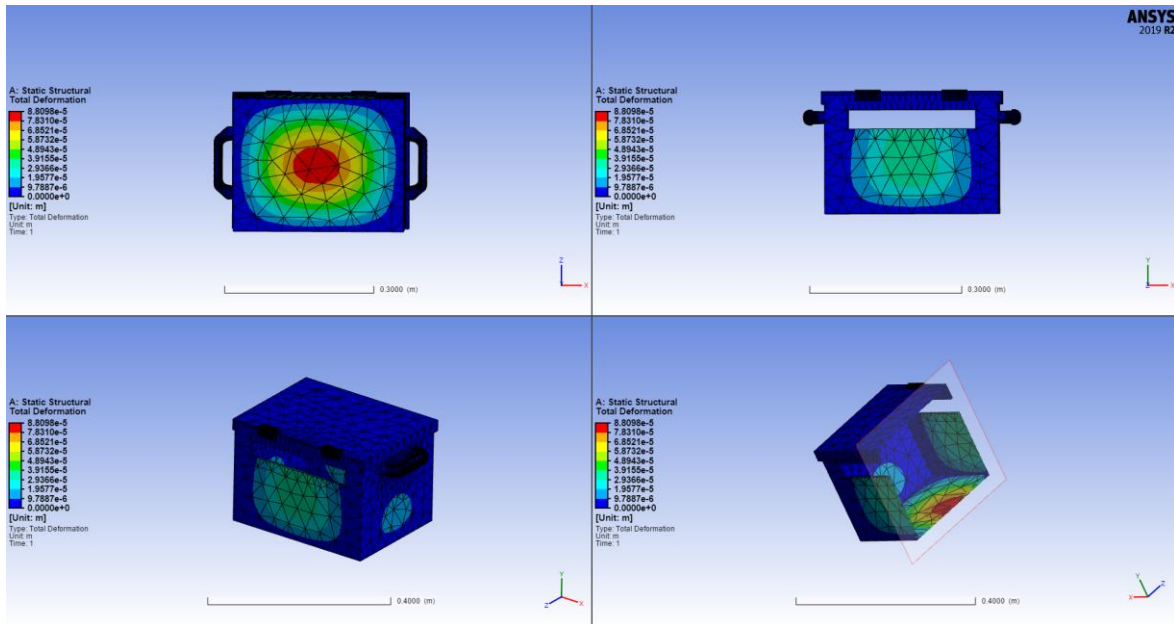 ANSYS
2019 R2
A: Static Structural
Total Deformation
8.8098e-5
7.8310e-5
6.8521e-5
5.8732e-5
4.8943e-5
3.9155e-5
2.9366e-5
1.9577e-5
9.7887e-6
0.0000e+0
[Unit: m]
Type: Total Deformation
Unit: m
Time: 1
0.3000 (m)
Z
X
A: Static Structural
Total Deformation
8.8098e-5
7.8310e-5
6.8521e-5
5.8732e-5
4.8943e-5
3.9155e-5
2.9366e-5
1.9577e-5
9.7887e-6
0.0000e+0
[Unit: m]
Type: Total Deformation
Unit: m
Time: 1
0.3000 (m)
Y
Z
X
A: Static Structural
Total Deformation
8.8098e-5
7.8310e-5
6.8521e-5
5.8732e-5
4.8943e-5
3.9155e-5
2.9366e-5
1.9577e-5
9.7887e-6
0.0000e+0
[Unit: m]
Type: Total Deformation
Unit: m
Time: 1
0.4000 (m)
Y
Z
X
A: Static Structural
Total Deformation
8.8098e-5
7.8310e-5
6.8521e-5
5.8732e-5
4.8943e-5
3.9155e-5
2.9366e-5
1.9577e-5
9.7887e-6
0.0000e+0
[Unit: m]
Type: Total Deformation
Unit: m
Time: 1
0.4000 (m)
Y
Z
X